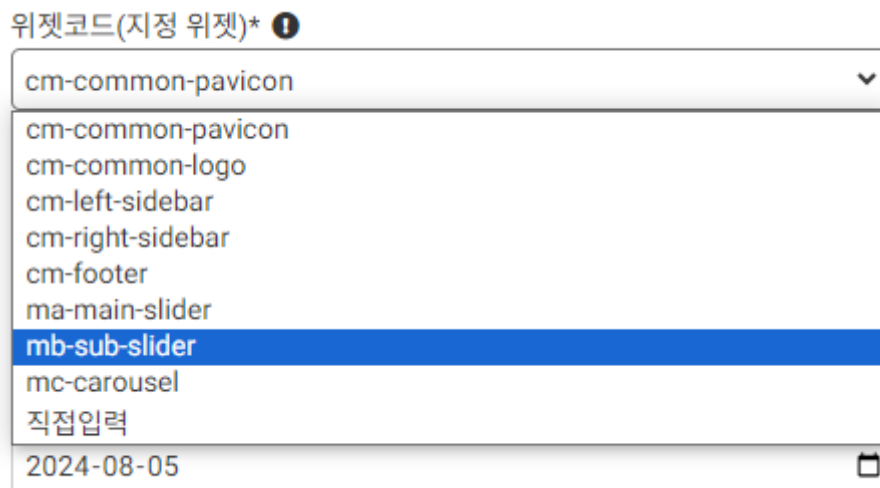 위젯코드(지정 위젯)*
cm-common-pavicon
cm-common-pavicon
cm-common-logo
cm-left-sidebar
cm-right-sidebar
cm-footer
ma-main-slider
mb-sub-slider
mc-carousel
직접입력
2024-08-05